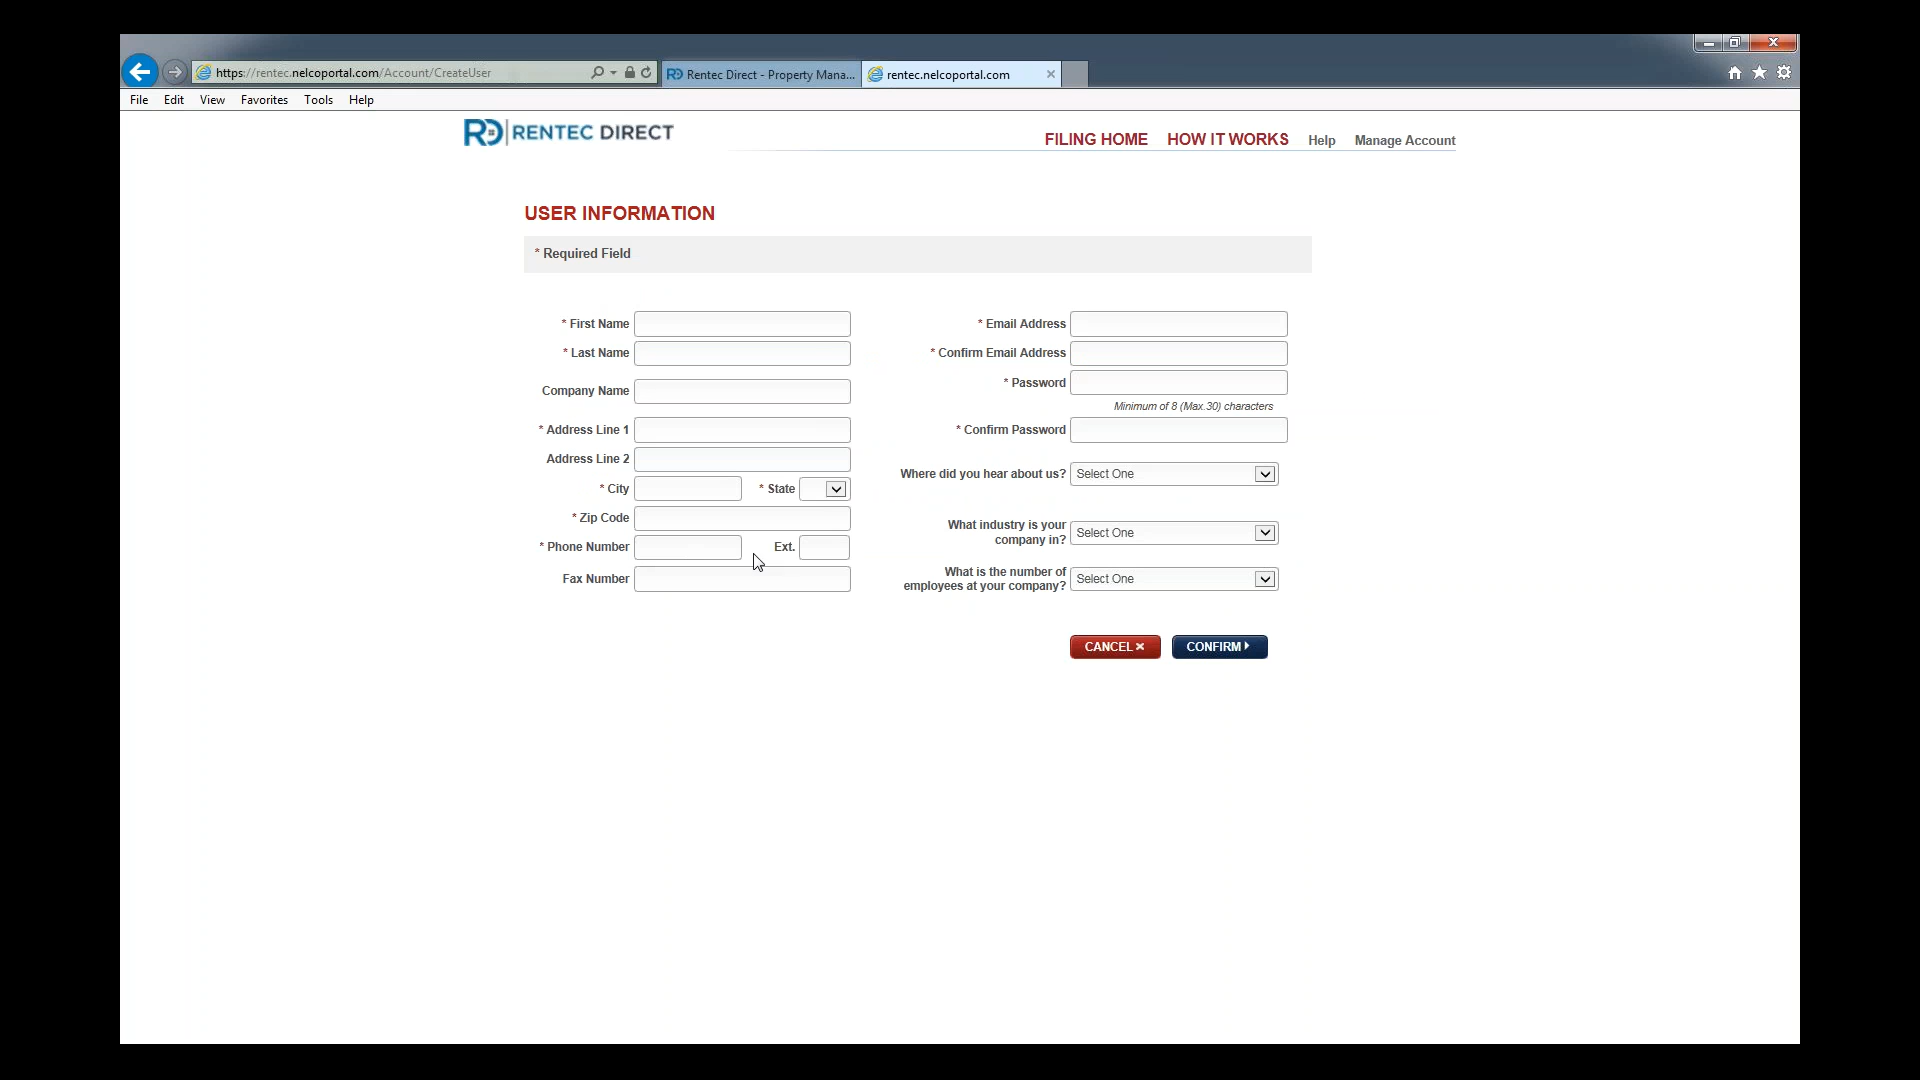 https://rentec.nelcoportal.com/Account/CreateUser
Rentec Direct - Property Mana...
rentec.nelcoportal.com
File Edit View Favorites Tools Help
RD RENTEC DIRECT
FILING HOME HOW IT WORKS Help Manage Account
USER INFORMATION
* Required Field
* First Name
* Last Name
Company Name
* Address Line 1
Address Line 2
* City * State
* Zip Code
* Phone Number Ext.
Fax Number
* Email Address
* Confirm Email Address
* Password
Minimum of 8 (Max.30) characters
* Confirm Password
Where did you hear about us? Select One
What industry is your
company in? Select One
What is the number of
employees at your company? Select One
CANCEL CONFIRM